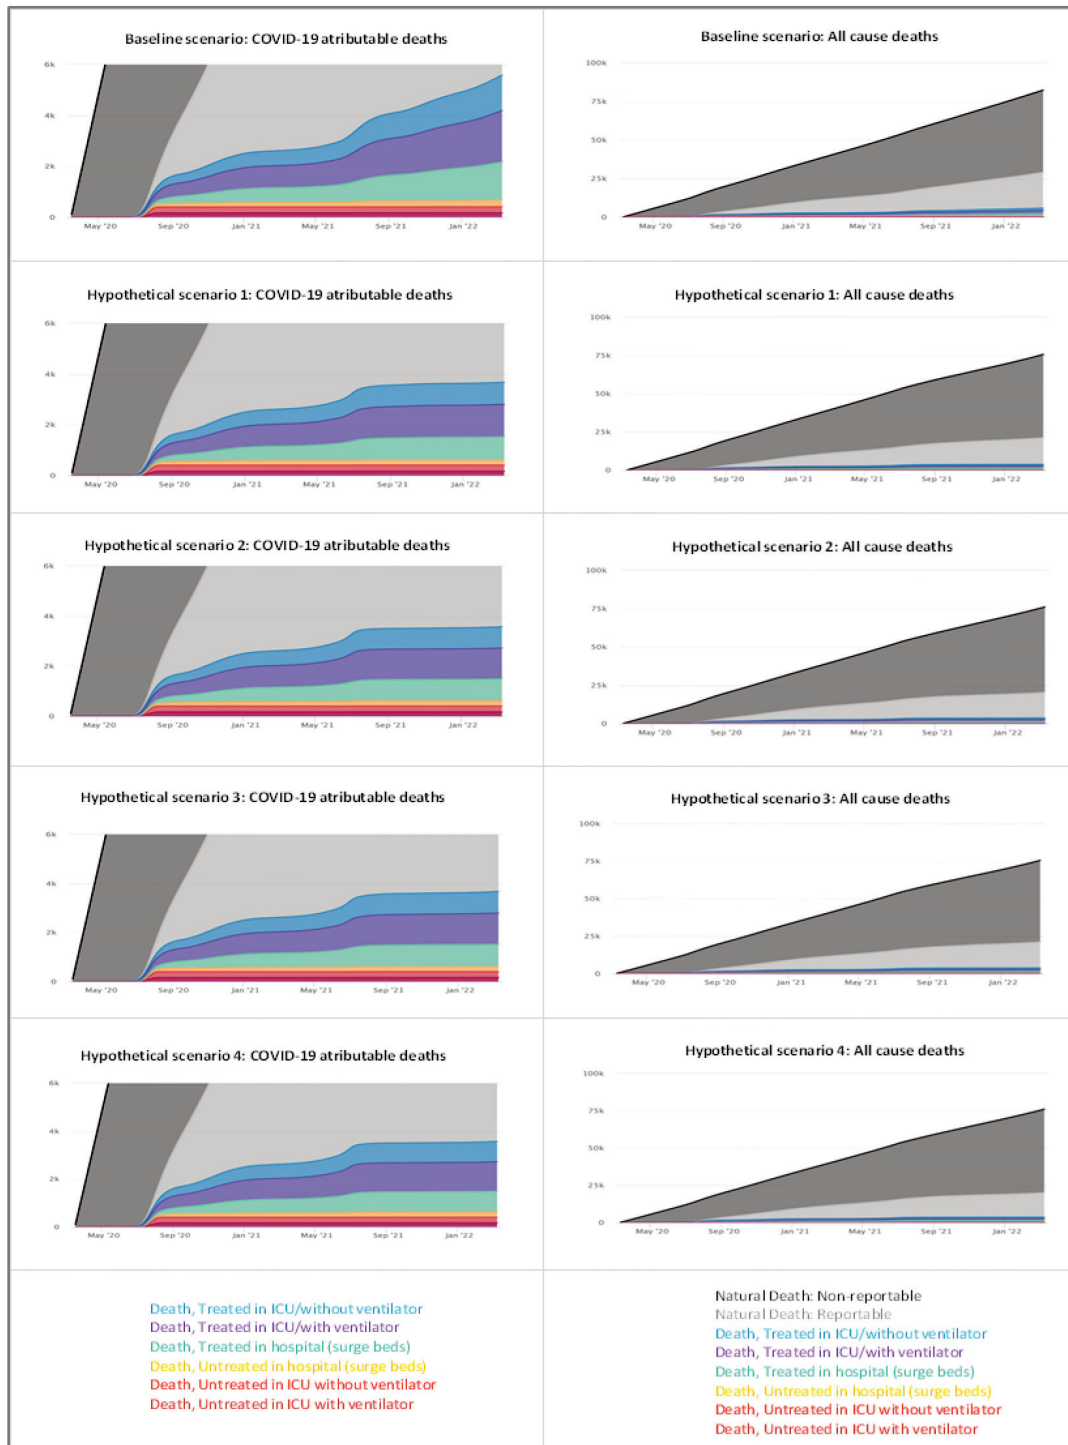 Baseline scenario: COVID-19 atributable deaths
6k
4k
2k
0
May '20
Sep '20
Jan '21
May '21
Sep '21
Jan '22
Baseline scenario: All cause deaths
100k
75k
50k
25k
0
May '20
Sep '20
Jan '21
May '21
Sep '21
Jan '22
Hypothetical scenario 1: COVID-19 atributable deaths
6k
4k
2k
0
May '20
Sep '20
Jan '21
May '21
Sep '21
Jan '22
Hypothetical scenario 1: All cause deaths
100k
75k
50k
25k
0
May '20
Sep '20
Jan '21
May '21
Sep '21
Jan '22
Hypothetical scenario 2: COVID-19 atributable deaths
6k
4k
2k
0
May '20
Sep '20
Jan '21
May '21
Sep '21
Jan '22
Hypothetical scenario 2: All cause deaths
100k
75k
50k
25k
0
May '20
Sep '20
Jan '21
May '21
Sep '21
Jan '22
Hypothetical scenario 3: COVID-19 atributable deaths
6k
4k
2k
0
May '20
Sep '20
Jan '21
May '21
Sep '21
Jan '22
Hypothetical scenario 3: All cause deaths
100k
75k
50k
25k
0
May '20
Sep '20
Jan '21
May '21
Sep '21
Jan '22
Hypothetical scenario 4: COVID-19 atributable deaths
6k
4k
2k
0
May '20
Sep '20
Jan '21
May '21
Sep '21
Jan '22
Hypothetical scenario 4: All cause deaths
100k
75k
50k
25k
0
May '20
Sep '20
Jan '21
May '21
Sep '21
Jan '22
Death, Treated in ICU/without ventilator
Death, Treated in ICU/with ventilator
Death, Treated in hospital (surge beds)
Death, Untreated in hospital (surge beds)
Death, Untreated in ICU without ventilator
Death, Untreated in ICU with ventilator
Natural Death: Non-reportable
Natural Death: Reportable
Death, Treated in ICU/without ventilator
Death, Treated in ICU/with ventilator
Death, Treated in hospital (surge beds)
Death, Untreated in hospital (surge beds)
Death, Untreated in ICU without ventilator
Death, Untreated in ICU with ventilator